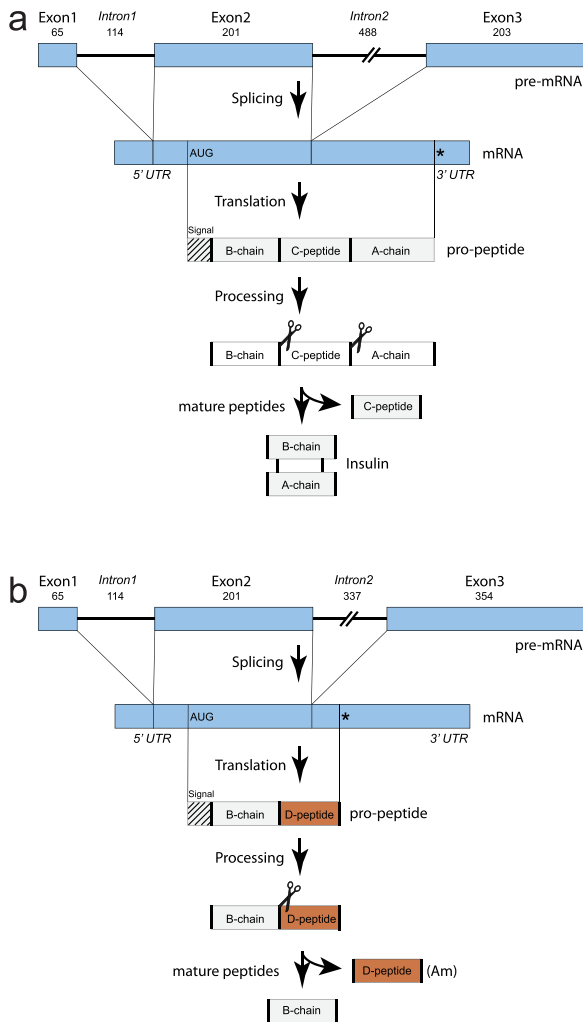 a
Exon1 Intron1 Exon2 Intron2 Exon3
65 114 201 488 203
pre-mRNA
Splicing
AUG * mRNA
5' UTR 3' UTR
Translation
Signal
B-chain C-peptide A-chain pro-peptide
Processing
B-chain C-peptide A-chain
mature peptides C-peptide
B-chain
Insulin
A-chain
b
Exon1 Intron1 Exon2 Intron2 Exon3
65 114 201 337 354
pre-mRNA
Splicing
AUG * mRNA
5' UTR 3' UTR
Translation
Signal
B-chain D-peptide pro-peptide
Processing
B-chain D-peptide
mature peptides D-peptide (Am)
B-chain